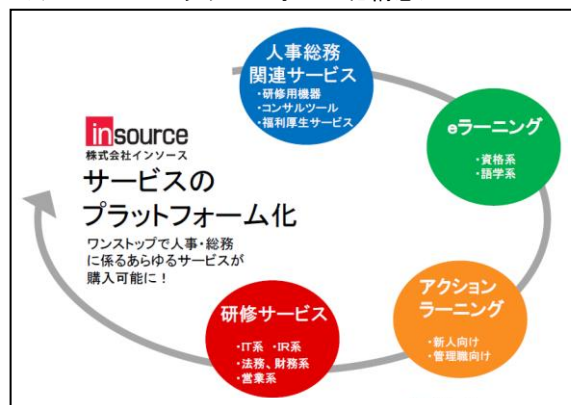 人事総務
関連サービス
・研修用機器
・コンサルツール
・福利厚生サービス
insource
株式会社インソース
サービスの
プラットフォーム化
ワンストップで人事・総務
に係るあらゆるサービスが
購入可能に！
eラーニング
・資格系
・語学系
アクション
ラーニング
・新人向け
・管理職向け
研修サービス
・IT系 ・IR系
・法務、財務系
・営業系